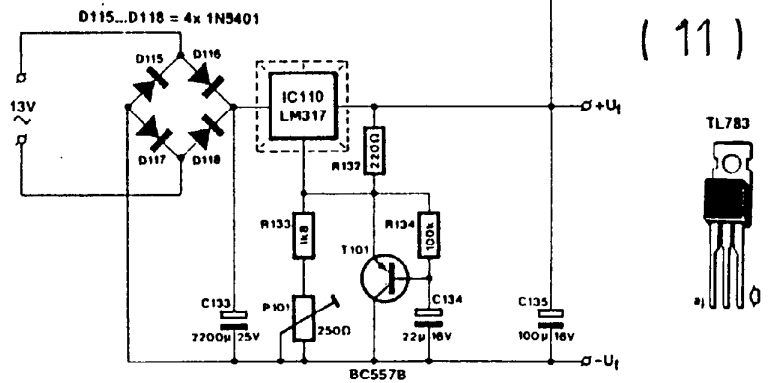 D115...D118 = 4x 1N5401
( 11 )
D115
D116
IC110
LM317
13V
~
+Uf
TL783
D117
D118
R132
220Ω
R133
1k8
R134
100k
T101
a)
C133
2200µ 25V
P101
250Ω
C134
22µ 16V
C135
100µ 16V
-Uf
BC557B